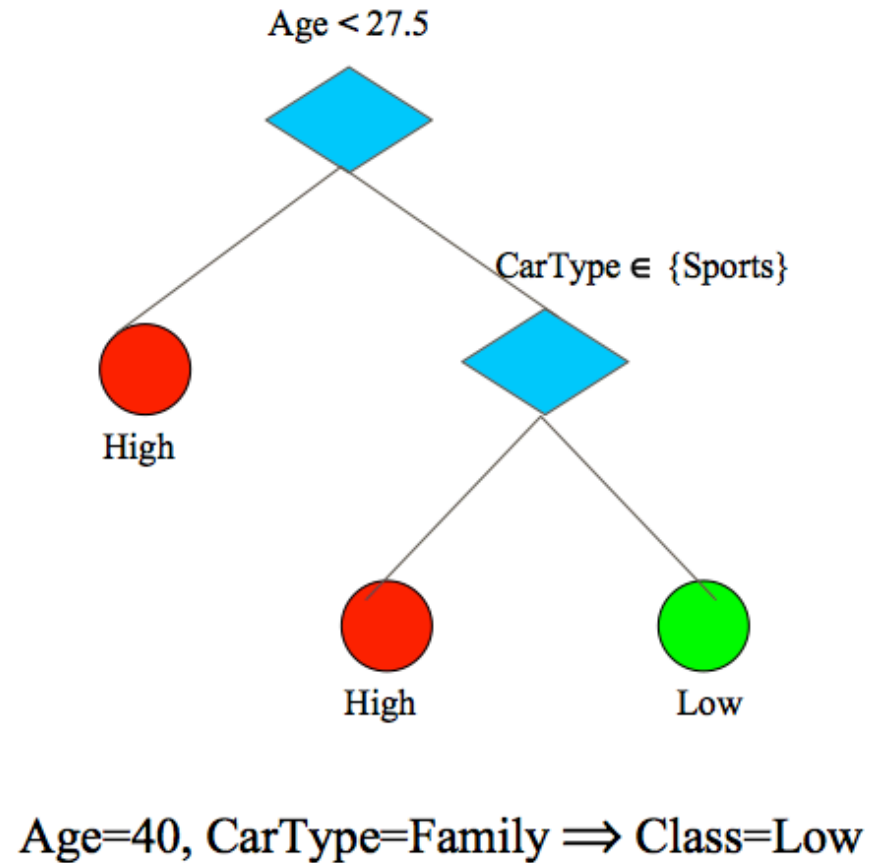 Age < 27.5
CarType ∈ {Sports}
High
High
Low
Age=40, CarType=Family ⇒ Class=Low